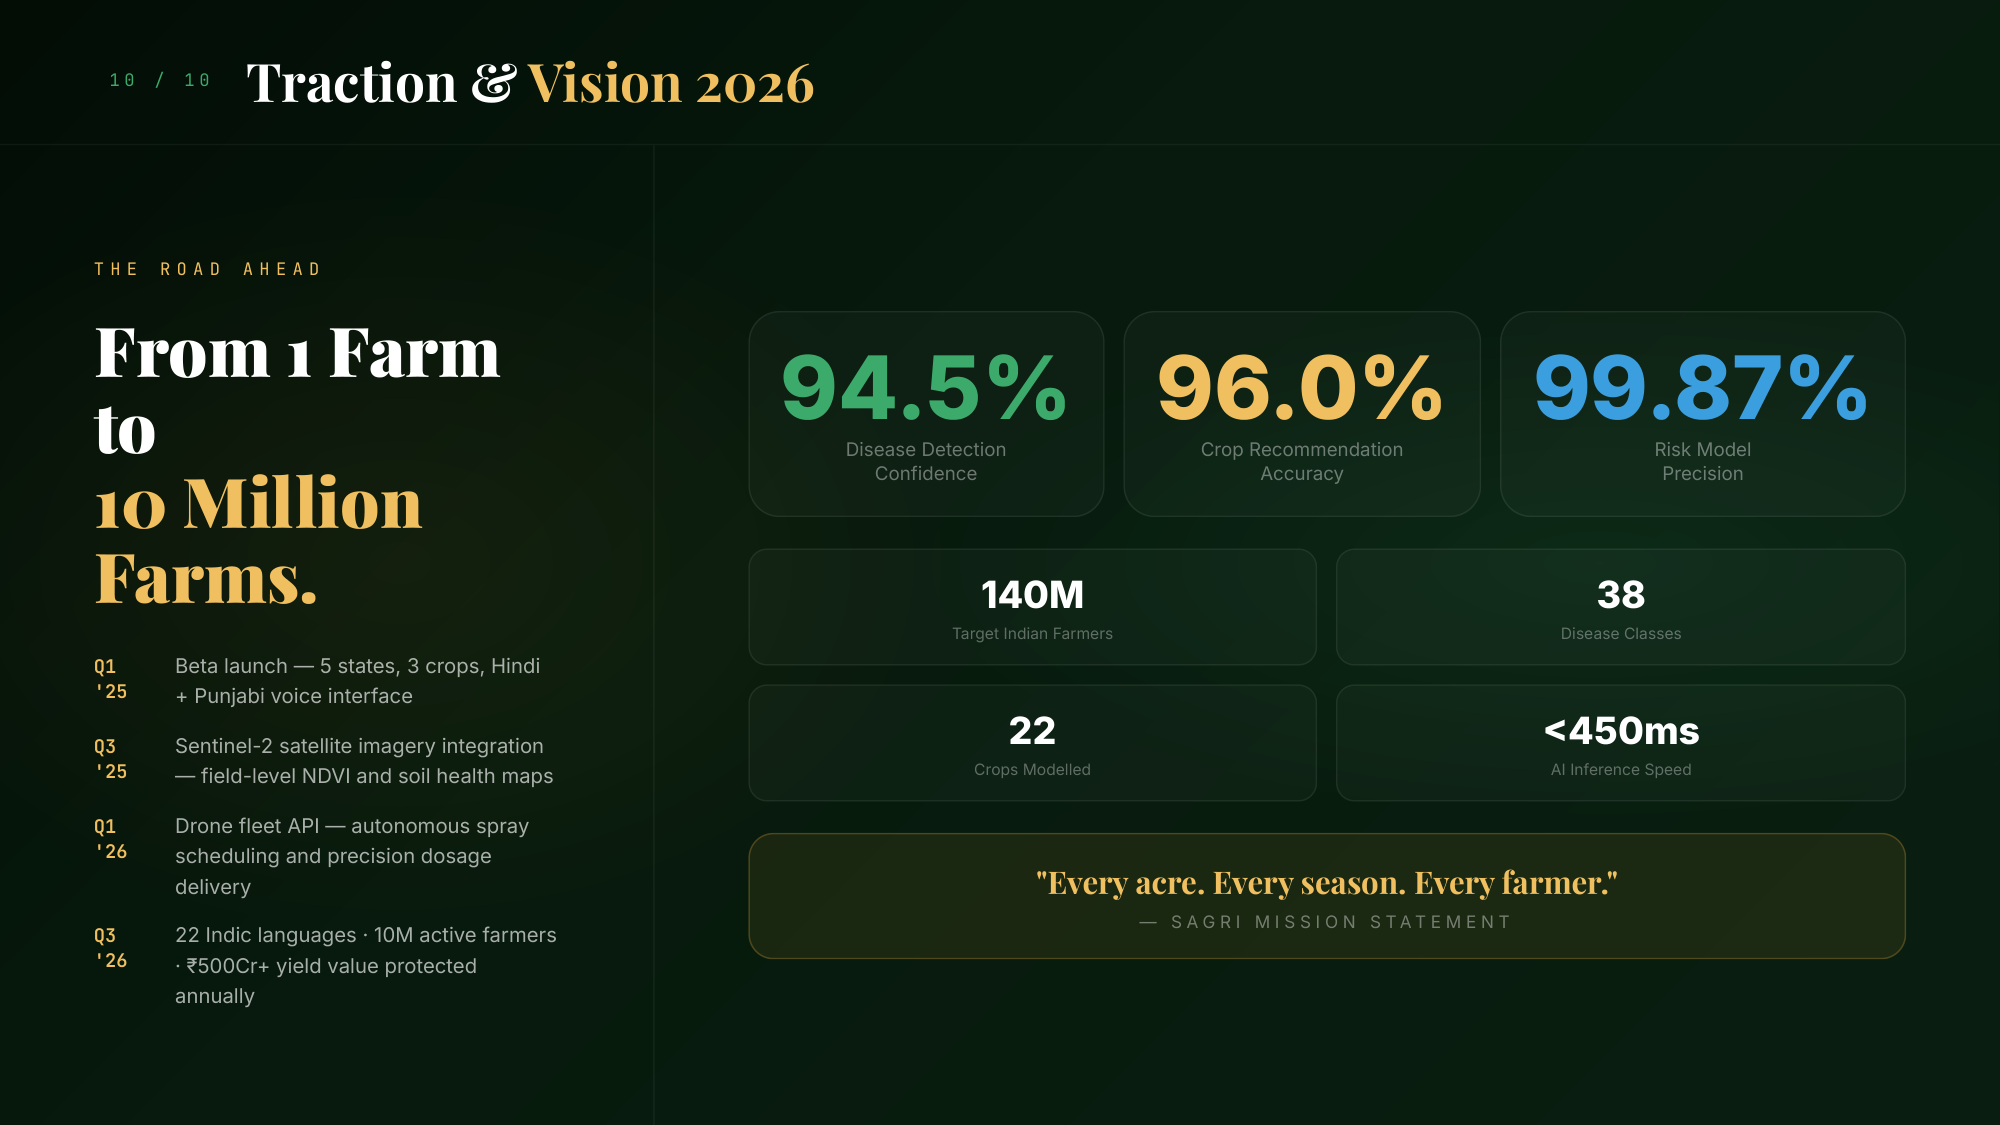 10 / 10
Traction & Vision 2026
THE ROAD AHEAD
From 1 Farm
to
10 Million
Farms.
Q1
'25
Beta launch — 5 states, 3 crops, Hindi
+ Punjabi voice interface
Q3
'25
Sentinel-2 satellite imagery integration
— field-level NDVI and soil health maps
Q1
'26
Drone fleet API — autonomous spray
scheduling and precision dosage
delivery
Q3
'26
22 Indic languages · 10M active farmers
· ₹500Cr+ yield value protected
annually
94.5%
Disease Detection
Confidence
96.0%
Crop Recommendation
Accuracy
99.87%
Risk Model
Precision
140M
Target Indian Farmers
38
Disease Classes
22
Crops Modelled
<450ms
AI Inference Speed
"Every acre. Every season. Every farmer."
— SAGRI MISSION STATEMENT